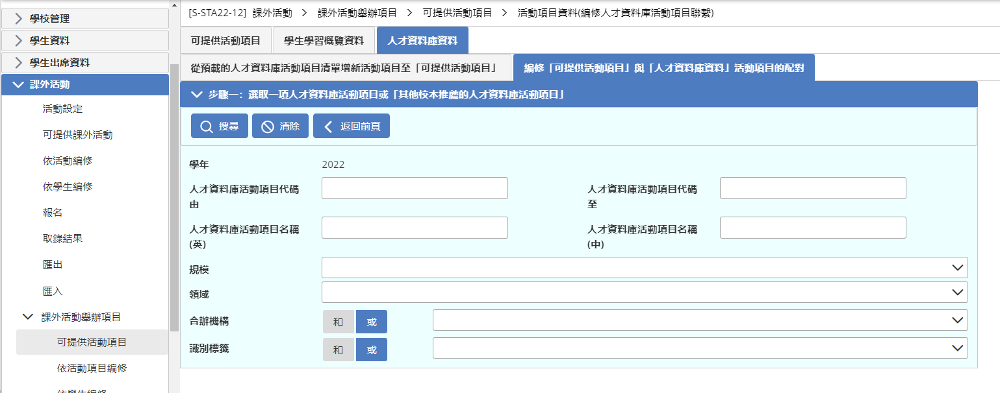 學校管理
學生資料
學生出席資料
課外活動
活動設定
可提供課外活動
依活動編修
依學生編修
報名
取錄結果
匯出
匯入
課外活動舉辦項目
可提供活動項目
依活動項目編修
依學生編修
[S-STA22-12] 課外活動 > 課外活動舉辦項目 > 可提供活動項目 > 活動項目資料(編修人才資料庫活動項目聯繫)
可提供活動項目 學生學習概覽資料 人才資料庫資料
從預載的人才資料庫活動項目清單增新活動項目至「可提供活動項目」 編修「可提供活動項目」與「人才資料庫資料」活動項目的配對
步驟一：選取一項人才資料庫活動項目或「其他校本推薦的人才資料庫活動項目」
搜尋 清除 返回前頁
學年 2022
人才資料庫活動項目代碼由
人才資料庫活動項目代碼至
人才資料庫活動項目名稱(英)
人才資料庫活動項目名稱(中)
規模
領域
合辦機構 和 或
識別標籤 和 或